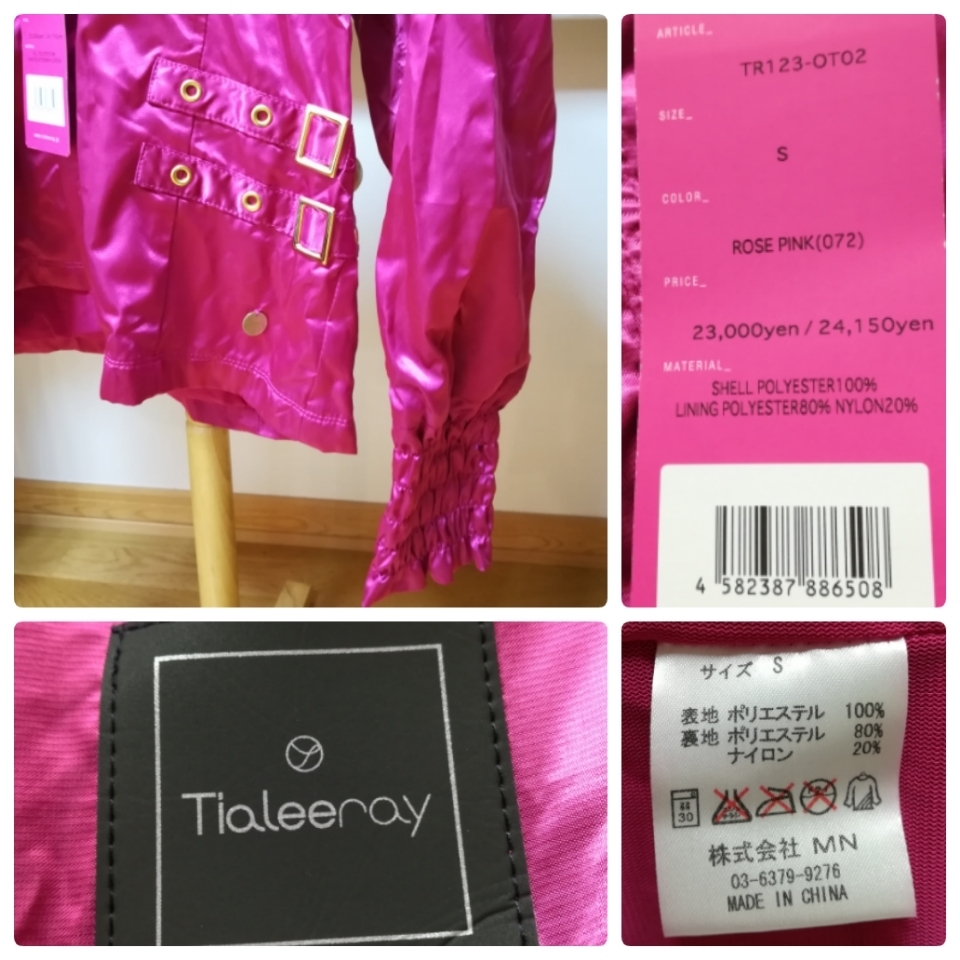 ARTICLE_
TR123-OT02
SIZE_
S
COLOR_
ROSE PINK(072)
PRICE_
23,000yen / 24,150yen
MATERIAL_
SHELL POLYESTER100%
LINING POLYESTER80% NYLON20%
4 582387 886508
Tialeeray
サイズ S
表地 ポリエステル 100%
裏地 ポリエステル 80%
ナイロン 20%
30
株式会社 MN
03-6379-9276
MADE IN CHINA